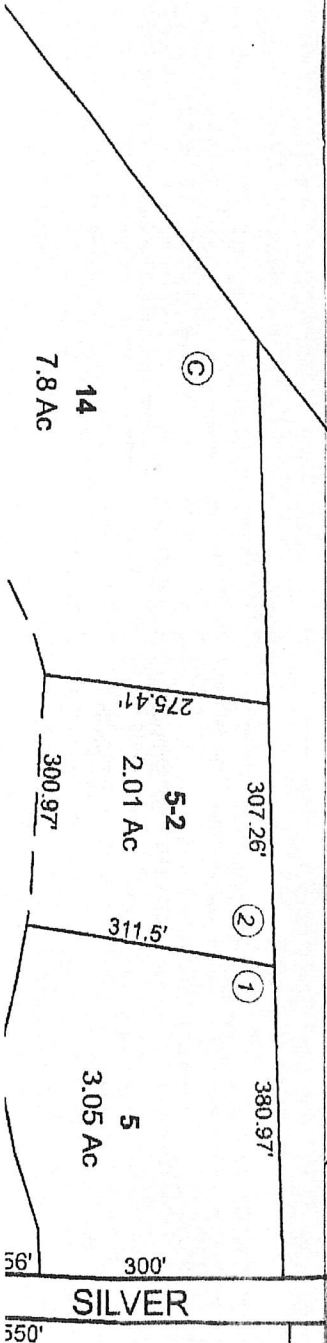 C
14
7.8 Ac
275.41'
307.26'
5-2
2.01 Ac
300.97'
2
1
311.5'
380.97'
5
3.05 Ac
300'
56'
SILVER
550'